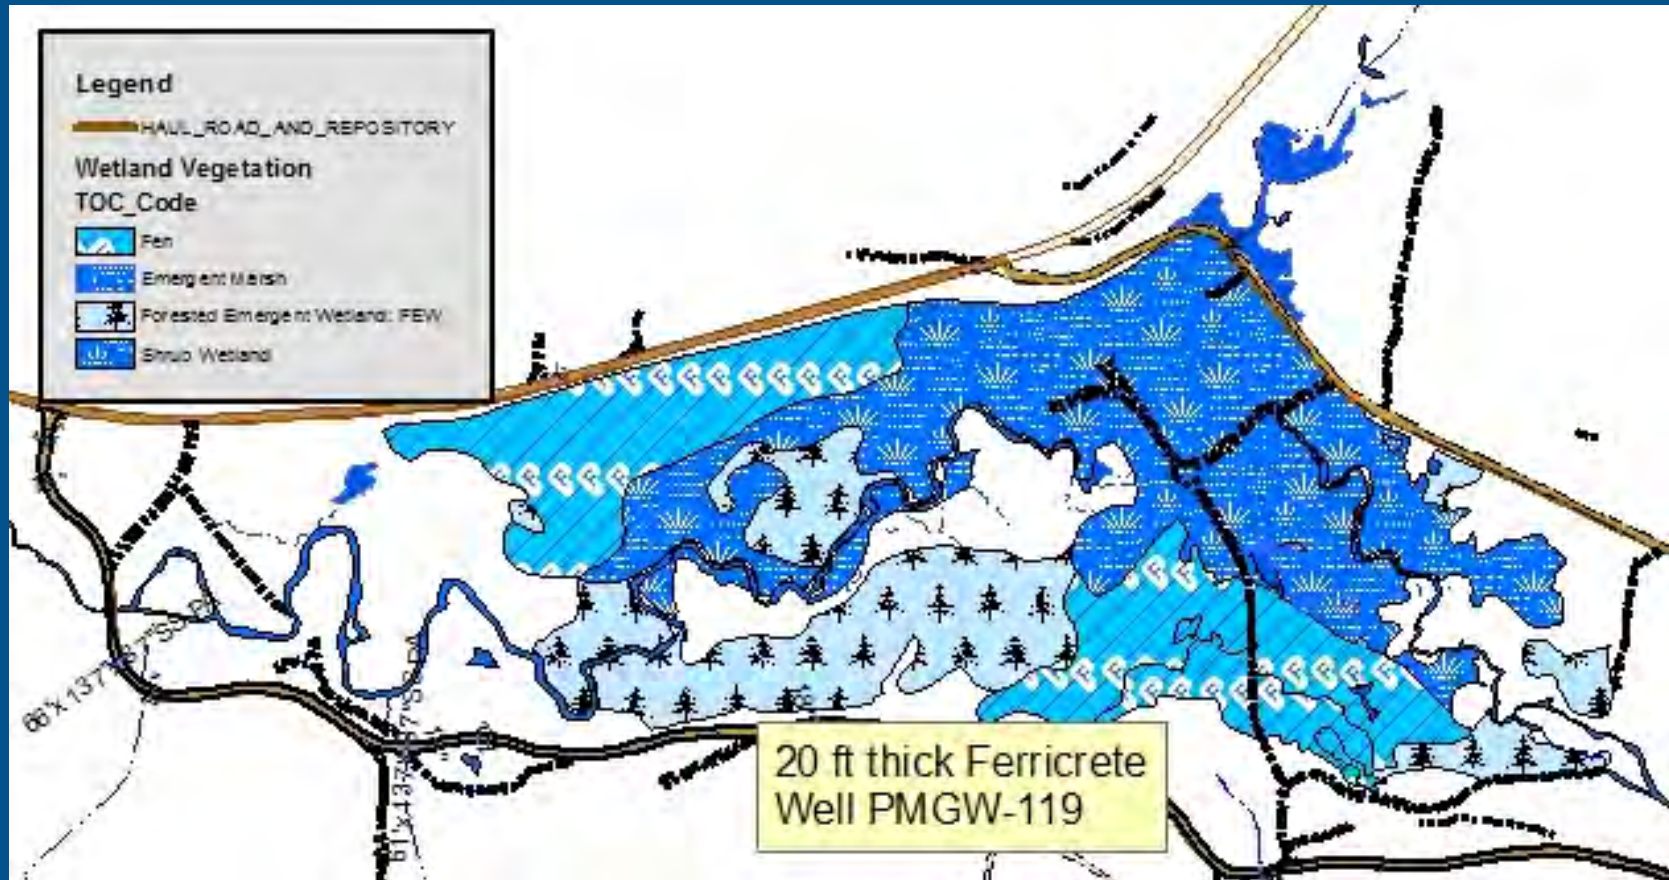 Legend
HAUL_ROAD_AND_REPOSITORY
Wetland Vegetation
TOC_Code
Fen
Emergent Marsh
Forested Emergent Wetland: FEW
Shrub Wetland
20 ft thick Ferricrete
Well PMGW-119